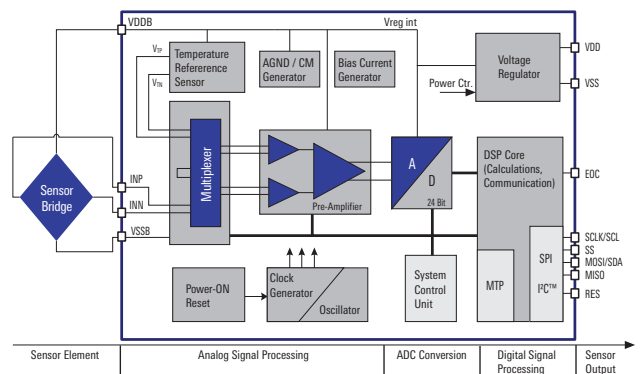 VDDB
Vreg int
VTP
VTN
Temperature
Refererence
Sensor
AGND / CM
Generator
Bias Current
Generator
Power Ctr.
Voltage
Regulator
VDD
VSS
Sensor
Bridge
INP
INN
VSSB
Multiplexer
Pre-Amplifier
A
D
24 Bit
DSP Core
(Calculations,
Communication)
EOC
Power-ON
Reset
Clock
Generator
Oscillator
System
Control
Unit
MTP
SPI
I²C™
SCLK/SCL
SS
MOSI/SDA
MISO
RES
Sensor Element
Analog Signal Processing
ADC Conversion
Digital Signal
Processing
Sensor
Output